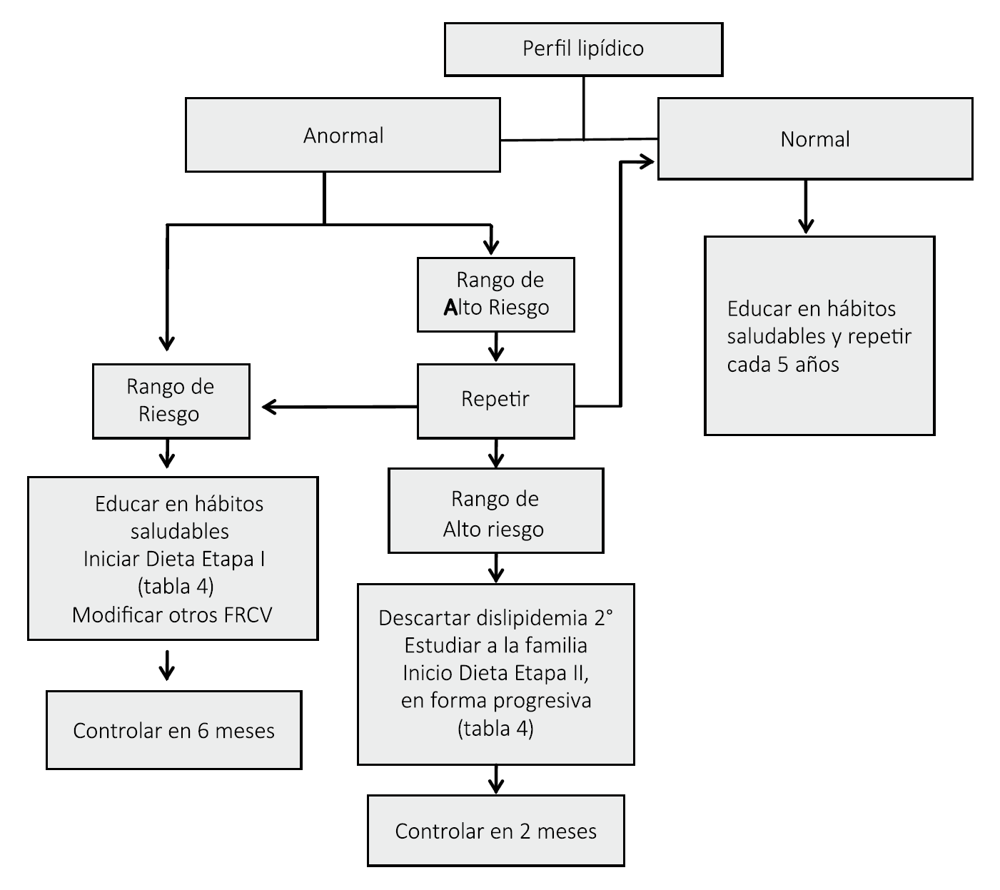 Perfil lipídico
Anormal
Normal
Rango de
Alto Riesgo
Educar en hábitos
saludables y repetir
cada 5 años
Rango de
Riesgo
Repetir
Educar en hábitos
saludables
Iniciar Dieta Etapa I
(tabla 4)
Modificar otros FRCV
Rango de
Alto riesgo
Descartar dislipidemia 2°
Estudiar a la familia
Inicio Dieta Etapa II,
en forma progresiva
(tabla 4)
Controlar en 6 meses
Controlar en 2 meses